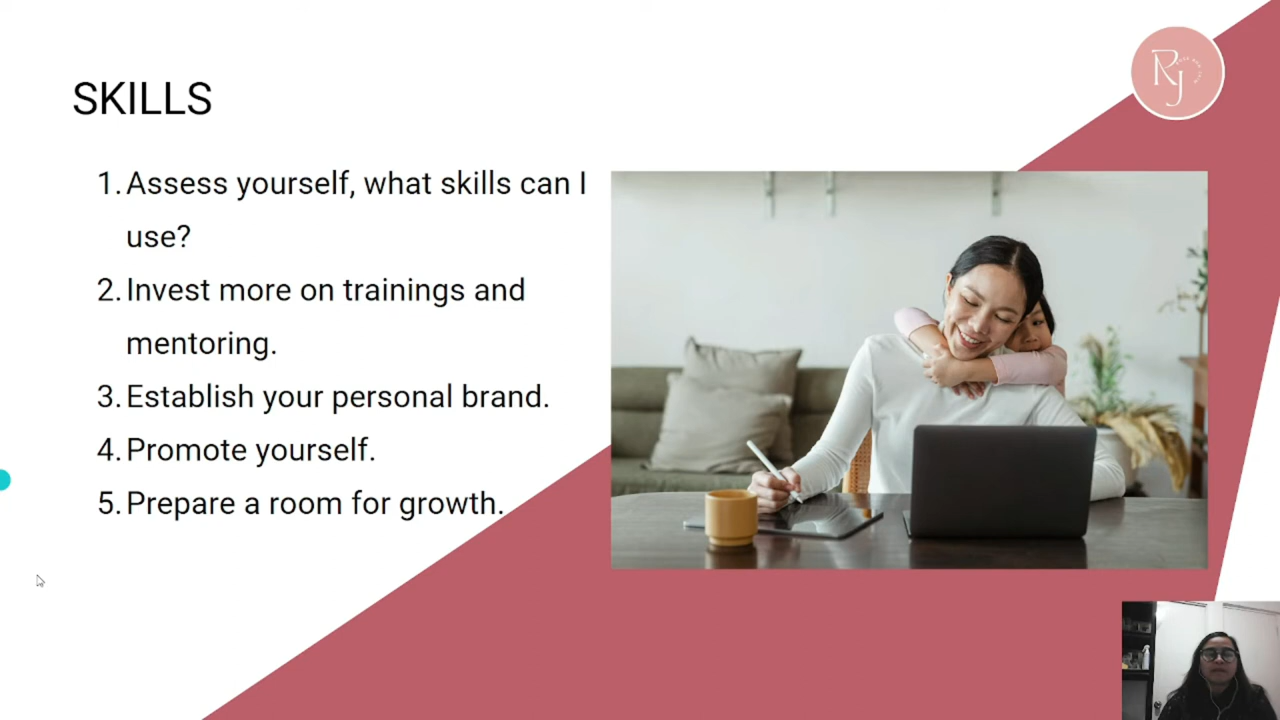 SKILLS
1. Assess yourself, what skills can I
use?
2. Invest more on trainings and
mentoring.
3. Establish your personal brand.
4. Promote yourself.
5. Prepare a room for growth.
RJ